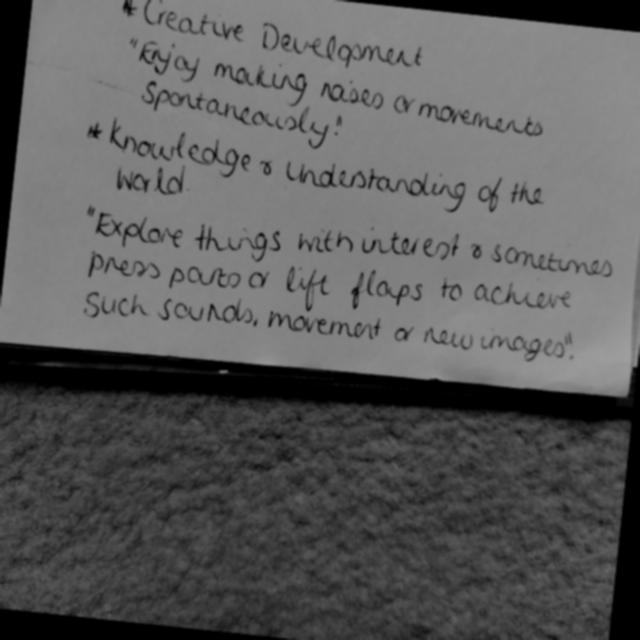 * Creative Development
"Enjoy making noises or movements
spontaneously."
* Knowledge & Understanding of the
World.
"Explore things with interest & sometimes
press parts or lift flaps to achieve
such sounds, movement or new images".